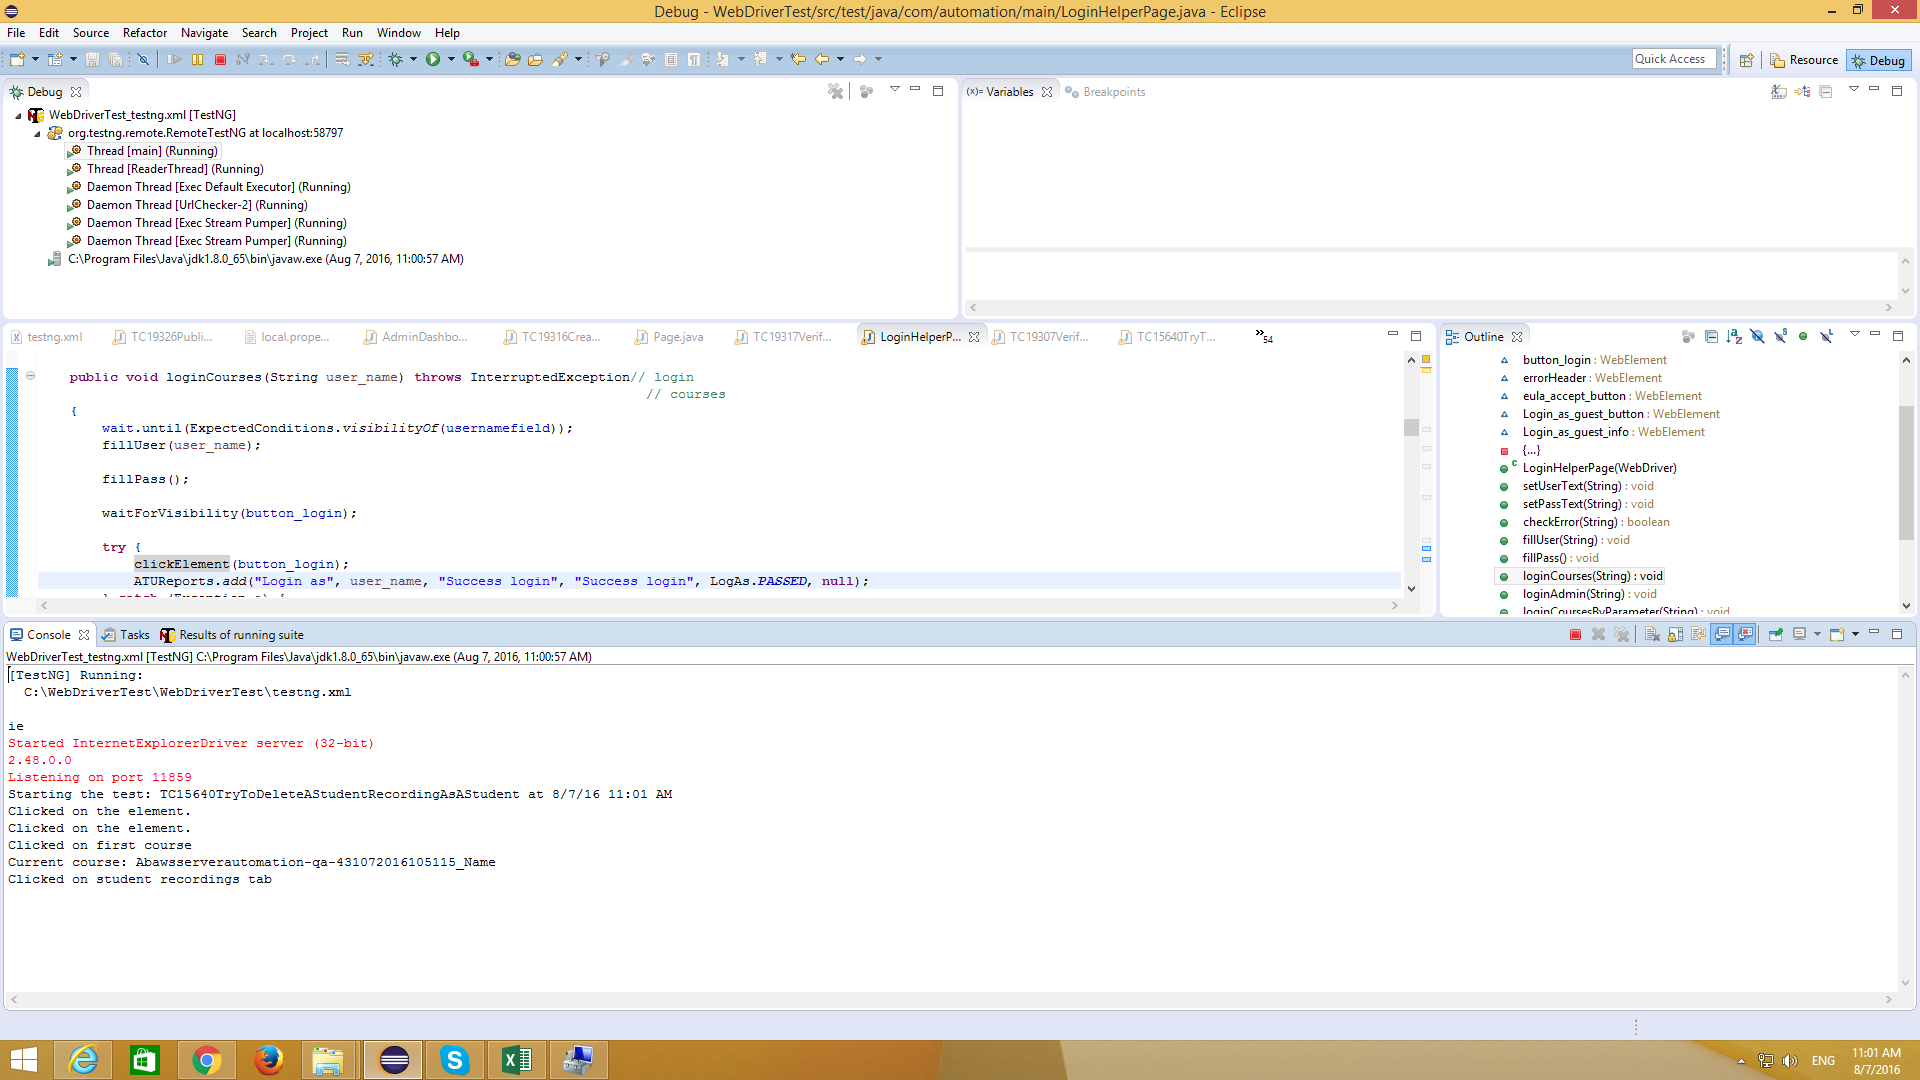 Debug - WebDriverTest/src/test/java/com/automation/main/LoginHelperPage.java - Eclipse
File Edit Source Refactor Navigate Search Project Run Window Help
Quick Access Resource Debug
Debug
WebDriverTest_testng.xml [TestNG]
org.testng.remote.RemoteTestNG at localhost:58797
Thread [main] (Running)
Thread [ReaderThread] (Running)
Daemon Thread [Exec Default Executor] (Running)
Daemon Thread [UrlChecker-2] (Running)
Daemon Thread [Exec Stream Pumper] (Running)
Daemon Thread [Exec Stream Pumper] (Running)
C:\Program Files\Java\jdk1.8.0_65\bin\javaw.exe (Aug 7, 2016, 11:00:57 AM)
(x)= Variables Breakpoints
testng.xml TC19326Publi... local.prope... AdminDashbo... TC19316Crea... Page.java TC19317Verif... LoginHelperP... TC19307Verif... TC15640TryT... 54
public void loginCourses(String user_name) throws InterruptedException// login
// courses
{
wait.until(ExpectedConditions.visibilityOf(usernamefield));
fillUser(user_name);
fillPass();
waitForVisibility(button_login);
try {
clickElement(button_login);
ATUReports.add("Login as", user_name, "Success login", "Success login", LogAs.PASSED, null);
} catch (Exception e) {
Outline
button_login : WebElement
errorHeader : WebElement
eula_accept_button : WebElement
Login_as_guest_button : WebElement
Login_as_guest_info : WebElement
{...}
LoginHelperPage(WebDriver)
setUserText(String) : void
setPassText(String) : void
checkError(String) : boolean
fillUser(String) : void
fillPass() : void
loginCourses(String) : void
loginAdmin(String) : void
loginCoursesByParameter(String) : void
Console Tasks Results of running suite
WebDriverTest_testng.xml [TestNG] C:\Program Files\Java\jdk1.8.0_65\bin\javaw.exe (Aug 7, 2016, 11:00:57 AM)
[TestNG] Running:
C:\WebDriverTest\WebDriverTest\testng.xml
ie
Started InternetExplorerDriver server (32-bit)
2.48.0.0
Listening on port 11859
Starting the test: TC15640TryToDeleteAStudentRecordingAsAStudent at 8/7/16 11:01 AM
Clicked on the element.
Clicked on the element.
Clicked on first course
Current course: Abawsserverautomation-qa-431072016105115_Name
Clicked on student recordings tab
ENG
11:01 AM
8/7/2016